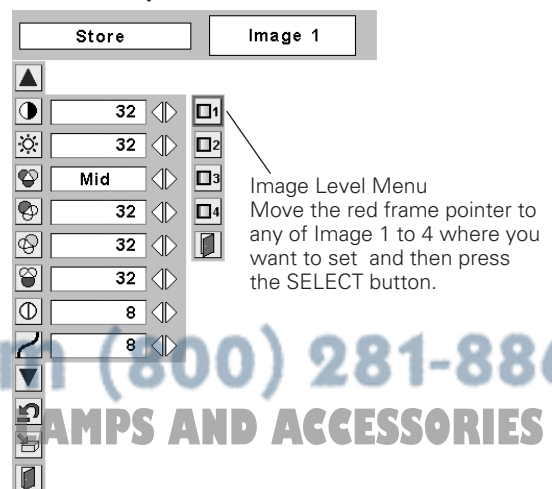 Store
Image 1
32
1
32
2
Mid
3
32
4
32
32
8
8
Image Level Menu
Move the red frame pointer to
any of Image 1 to 4 where you
want to set and then press
the SELECT button.
m (800) 281-886
AMPS AND ACCESSORIES